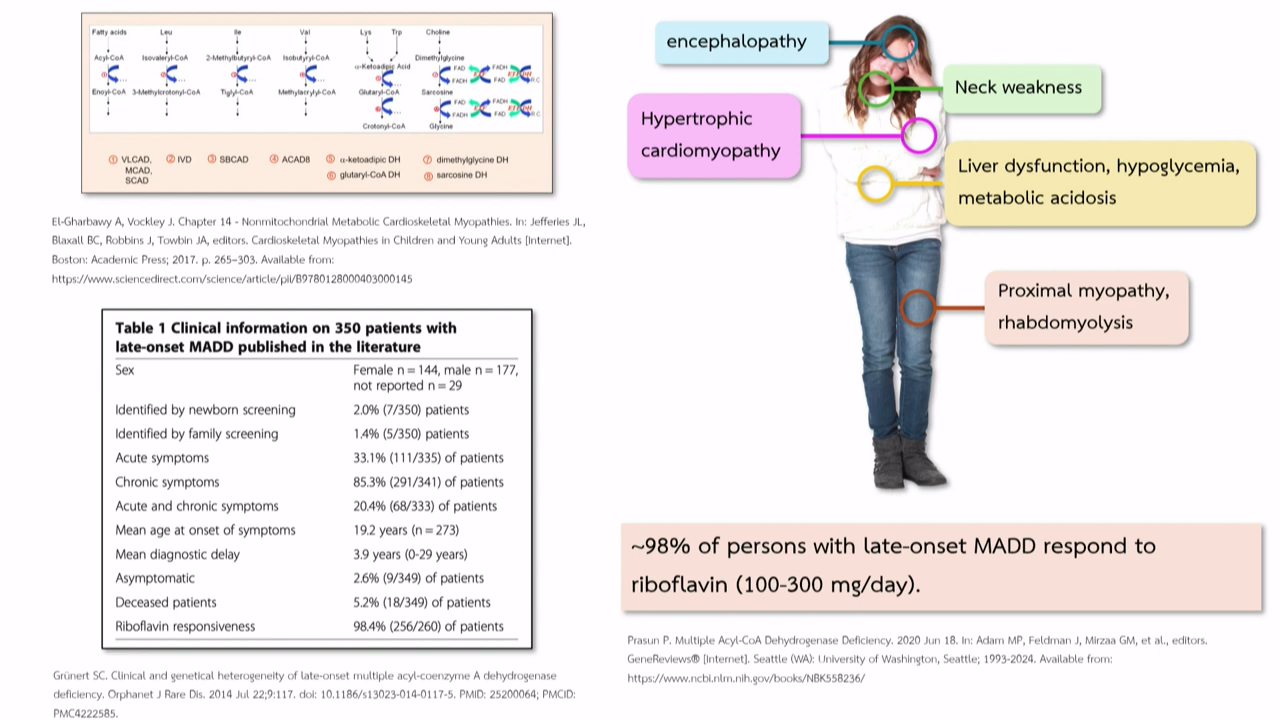 Fatty acids Leu Ile Val Lys Trp Choline
Acyl-CoA Isovaleryl-CoA 2-Methylbutyryl-CoA Isobutyryl-CoA α-Ketoadipic Acid Dimethylglycine
FAD FADH
FADH FAD
Enoyl-CoA 3-Methylcrotonyl-CoA Tiglyl-CoA Methylacrylyl-CoA Glutaryl-CoA Sarcosine
FAD FADH
FADH FAD
Crotonyl-CoA Glycine
① VLCAD, MCAD, SCAD
② IVD
③ SBCAD
④ ACAD8
⑤ α-ketoadipic DH
⑥ glutaryl-CoA DH
⑦ dimethylglycine DH
⑧ sarcosine DH
El-Gharbawy A, Vockley J. Chapter 14 - Nonmitochondrial Metabolic Cardioskeletal Myopathies. In: Jefferies JL,
Blaxall BC, Robbins J, Towbin JA, editors. Cardioskeletal Myopathies in Children and Young Adults [Internet].
Boston: Academic Press; 2017. p. 265–303. Available from:
https://www.sciencedirect.com/science/article/pii/B9780128000403000145
Table 1 Clinical information on 350 patients with
late-onset MADD published in the literature
Sex Female n = 144, male n = 177,
not reported n = 29
Identified by newborn screening 2.0% (7/350) patients
Identified by family screening 1.4% (5/350) patients
Acute symptoms 33.1% (111/335) of patients
Chronic symptoms 85.3% (291/341) of patients
Acute and chronic symptoms 20.4% (68/333) of patients
Mean age at onset of symptoms 19.2 years (n = 273)
Mean diagnostic delay 3.9 years (0-29 years)
Asymptomatic 2.6% (9/349) of patients
Deceased patients 5.2% (18/349) of patients
Riboflavin responsiveness 98.4% (256/260) of patients
Grünert SC. Clinical and genetical heterogeneity of late-onset multiple acyl-coenzyme A dehydrogenase
deficiency. Orphanet J Rare Dis. 2014 Jul 22;9:117. doi: 10.1186/s13023-014-0117-5. PMID: 25200064; PMCID:
PMC4222585.
encephalopathy
Neck weakness
Hypertrophic
cardiomyopathy
Liver dysfunction, hypoglycemia,
metabolic acidosis
Proximal myopathy,
rhabdomyolysis
~98% of persons with late-onset MADD respond to
riboflavin (100-300 mg/day).
Prasun P. Multiple Acyl-CoA Dehydrogenase Deficiency. 2020 Jun 18. In: Adam MP, Feldman J, Mirzaa GM, et al., editors.
GeneReviews® [Internet]. Seattle (WA): University of Washington, Seattle; 1993-2024. Available from:
https://www.ncbi.nlm.nih.gov/books/NBK558236/